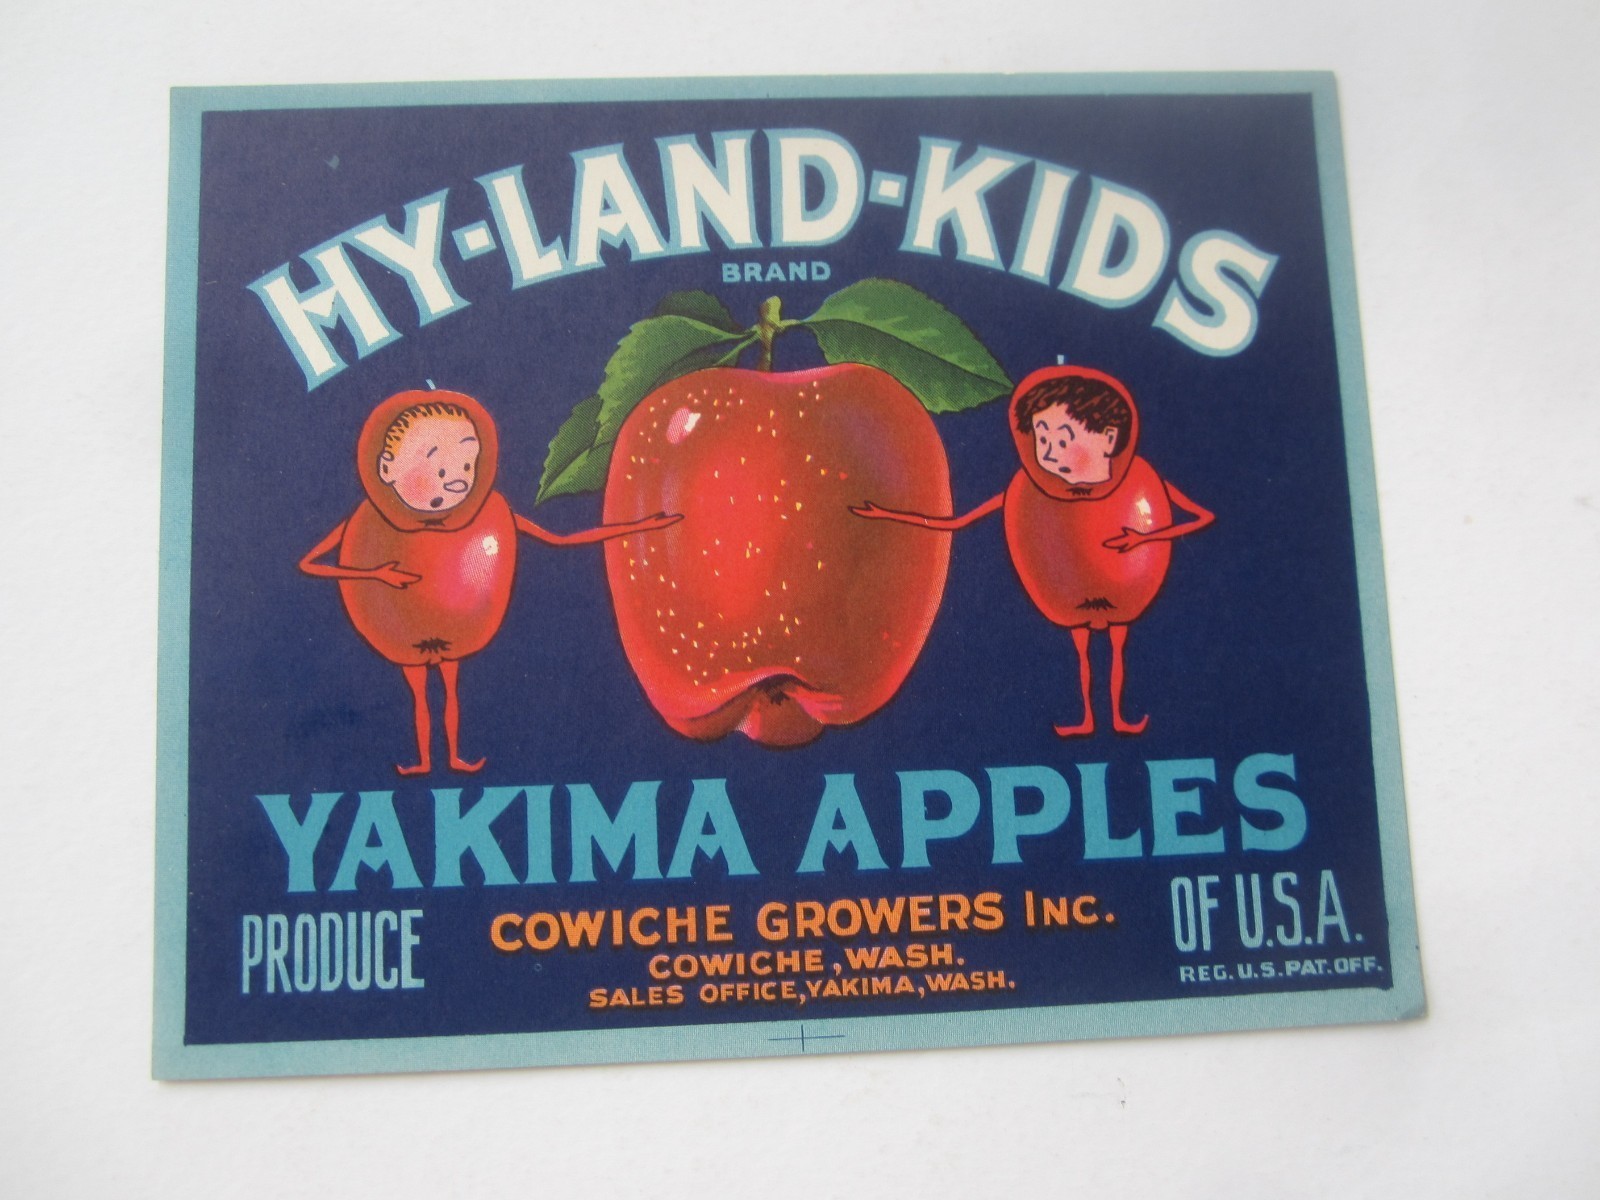 HY-LAND-KIDS
BRAND
YAKIMA APPLES
PRODUCE
OF U.S.A.
COWICHE GROWERS INC.
COWICHE, WASH.
SALES OFFICE, YAKIMA, WASH.
REG. U.S. PAT. OFF.